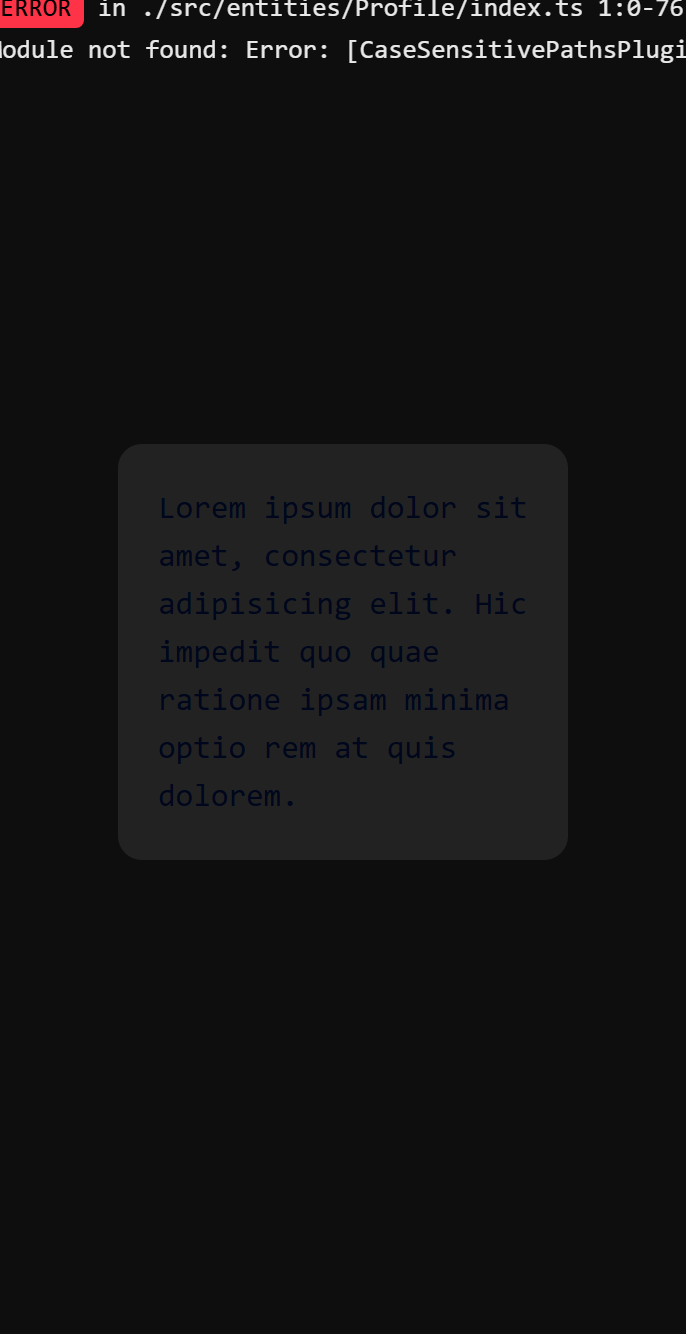 ERROR in ./src/entities/Profile/index.ts 1:0-76
Module not found: Error: [CaseSensitivePathsPlugi
Lorem ipsum dolor sit
amet, consectetur
adipisicing elit. Hic
impedit quo quae
ratione ipsam minima
optio rem at quis
dolorem.